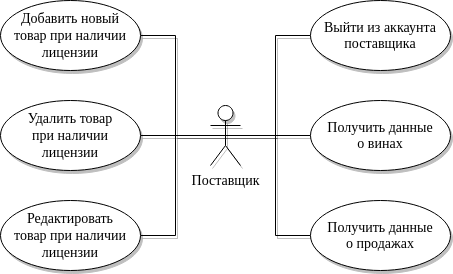 Добавить новый
товар при наличии
лицензии
Выйти из аккаунта
поставщика
Удалить товар
при наличии
лицензии
Получить данные
о винах
Поставщик
Редактировать
товар при наличии
лицензии
Получить данные
о продажах